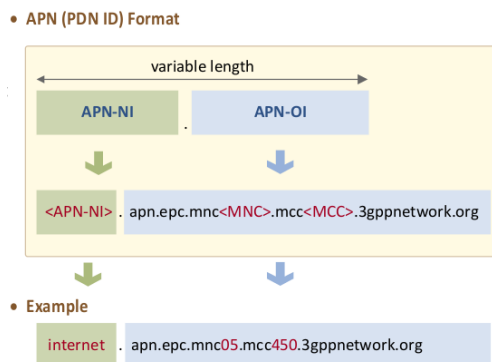 • APN (PDN ID) Format
variable length
APN-NI . APN-OI
<APN-NI> . apn.epc.mnc<MNC>.mcc<MCC>.3gppnetwork.org
• Example
internet . apn.epc.mnc05.mcc450.3gppnetwork.org